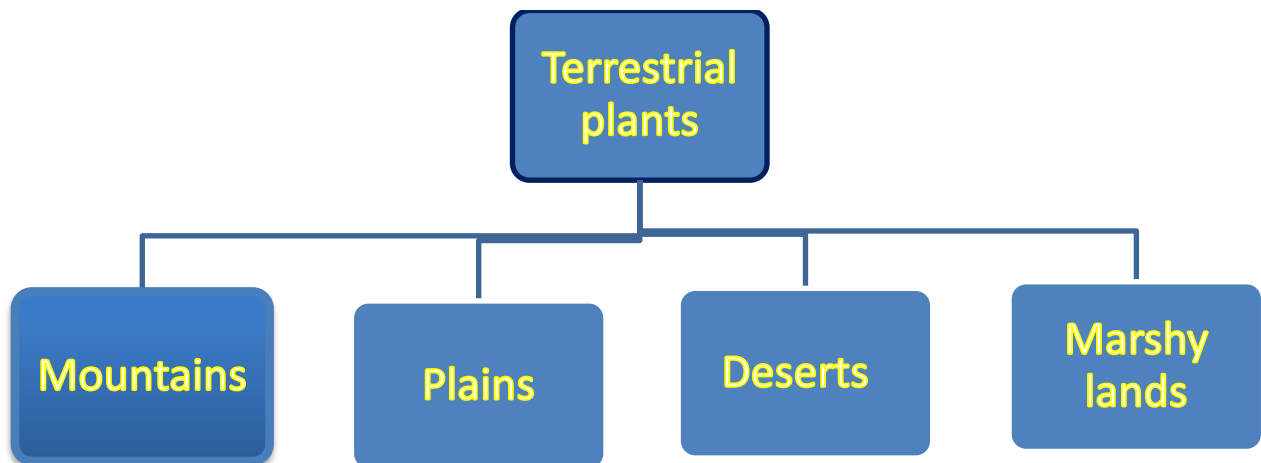 Terrestrial
plants
Mountains
Plains
Deserts
Marshy
lands